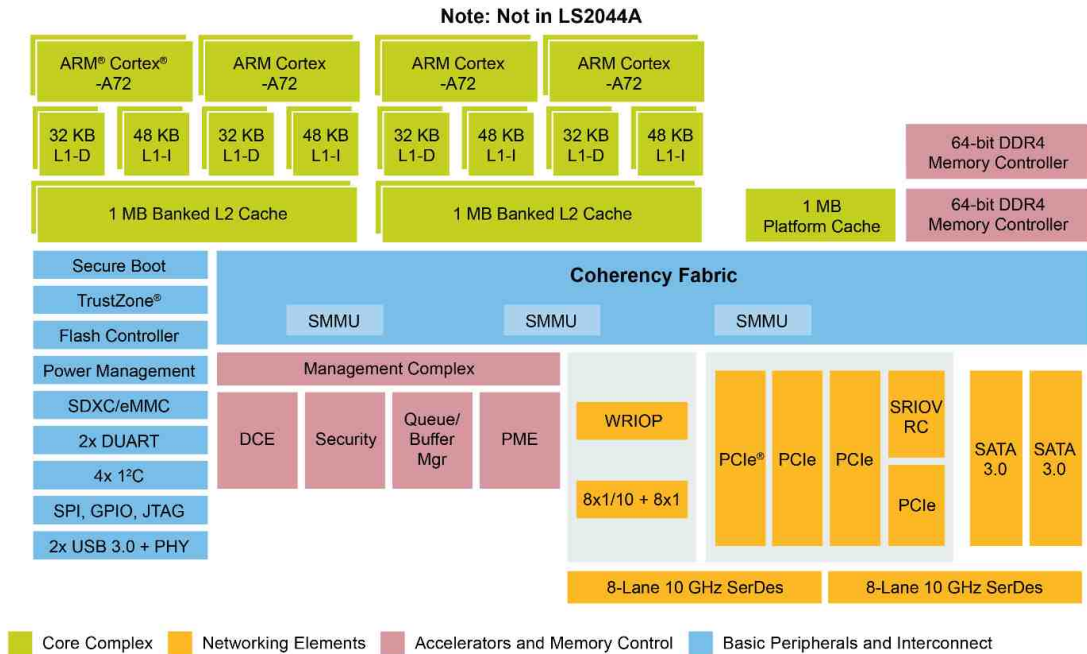 Note: Not in LS2044A
ARM® Cortex®
-A72
ARM Cortex
-A72
ARM Cortex
-A72
ARM Cortex
-A72
32 KB
L1-D
48 KB
L1-I
32 KB
L1-D
48 KB
L1-I
32 KB
L1-D
48 KB
L1-I
32 KB
L1-D
48 KB
L1-I
64-bit DDR4
Memory Controller
1 MB Banked L2 Cache
1 MB Banked L2 Cache
1 MB
Platform Cache
64-bit DDR4
Memory Controller
Secure Boot
TrustZone®
Flash Controller
Power Management
SDXC/eMMC
2x DUART
4x 1²C
SPI, GPIO, JTAG
2x USB 3.0 + PHY
Coherency Fabric
SMMU
SMMU
SMMU
Management Complex
DCE
Security
Queue/
Buffer
Mgr
PME
WRIOP
8x1/10 + 8x1
PCIe®
PCIe
PCIe
SRIOV
RC
PCIe
SATA
3.0
SATA
3.0
8-Lane 10 GHz SerDes
8-Lane 10 GHz SerDes
Core Complex
Networking Elements
Accelerators and Memory Control
Basic Peripherals and Interconnect